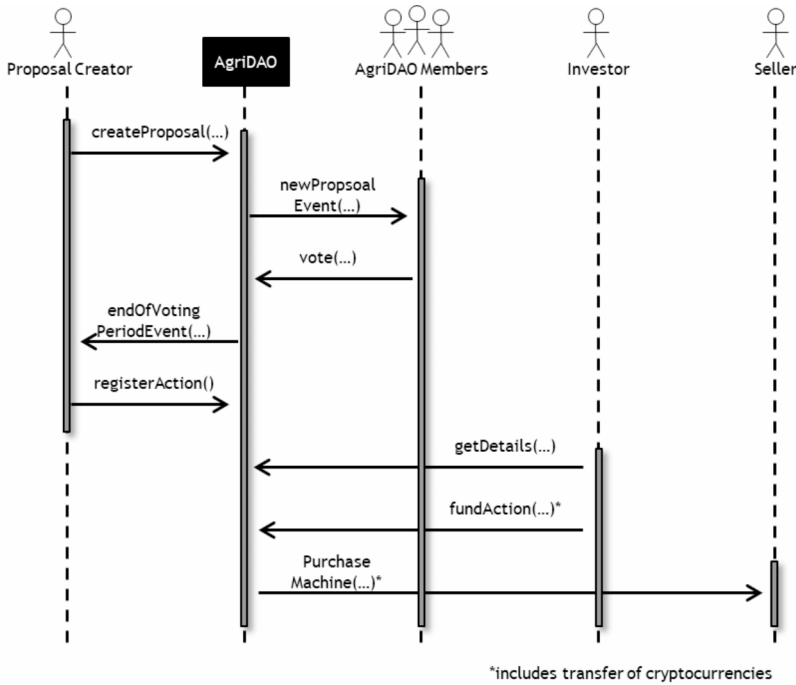 Proposal Creator
AgriDAO
AgriDAO Members
Investor
Seller
createProposal(...)
newPropsoal
Event(...)
vote(...)
endOfVoting
PeriodEvent(...)
registerAction()
getDetails(...)
fundAction(...)*
Purchase
Machine(...)*
*includes transfer of cryptocurrencies